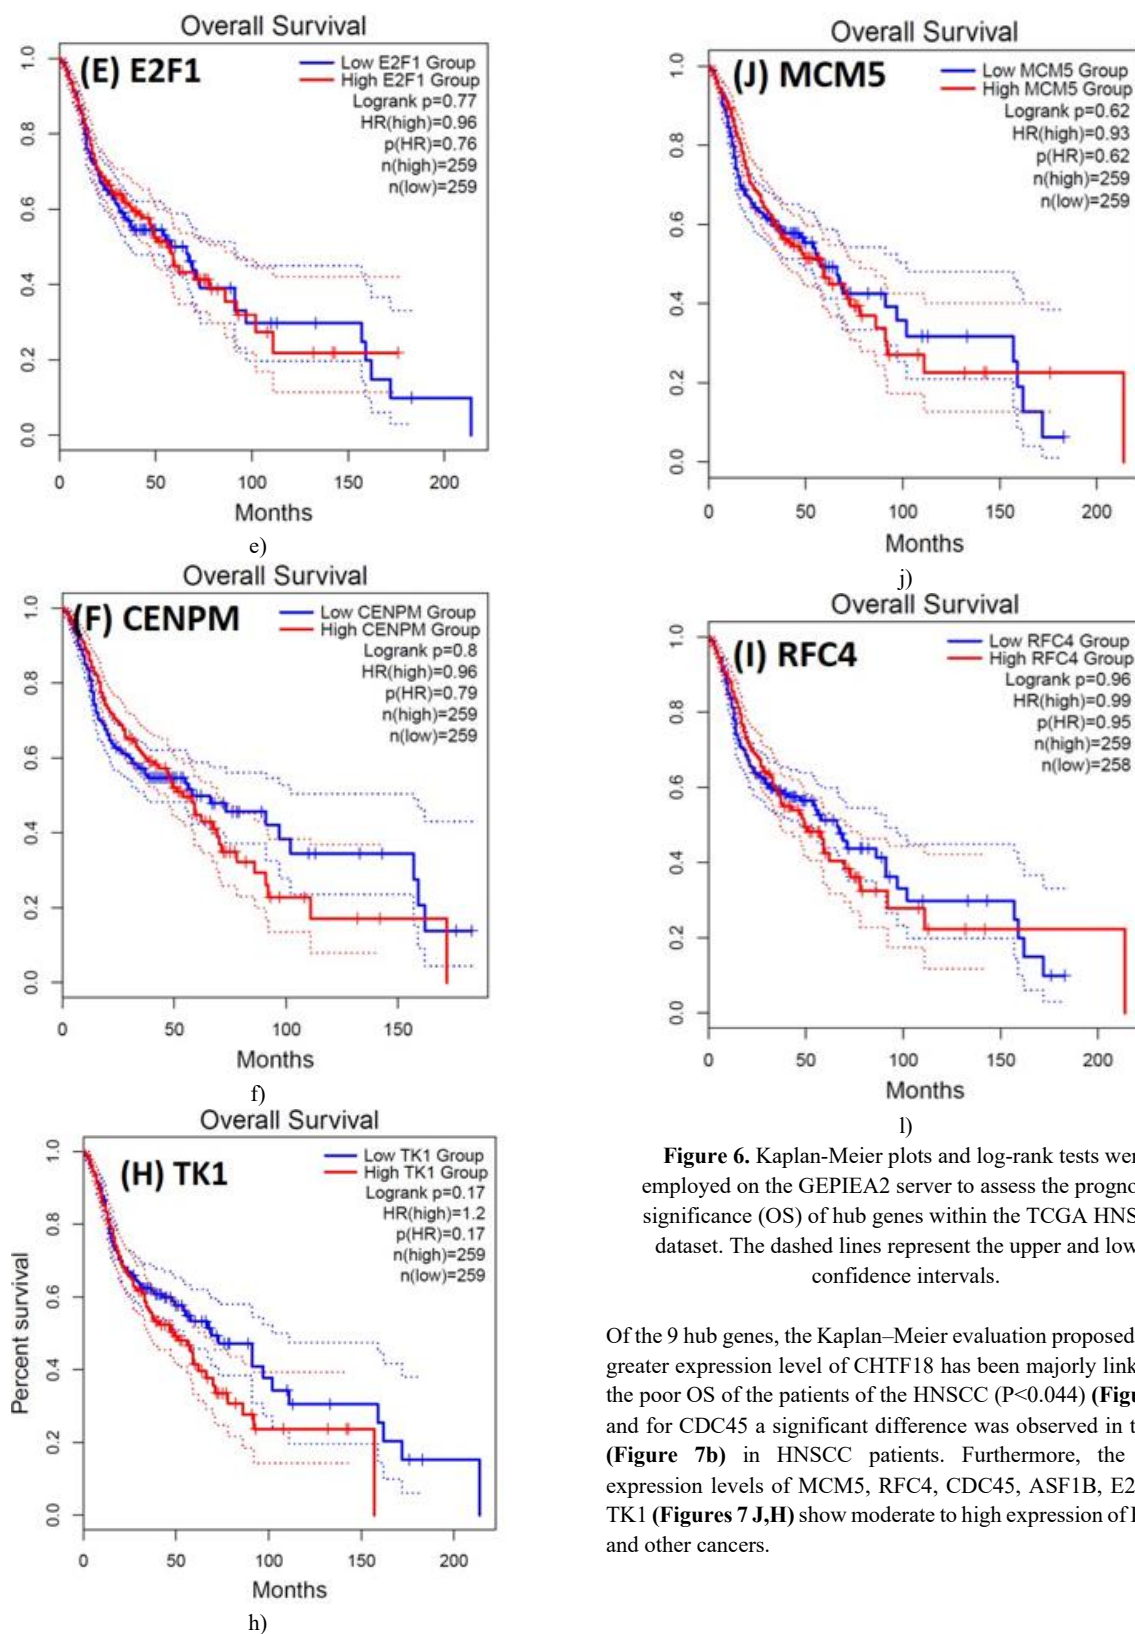 Overall Survival
(E) E2F1
Low E2F1 Group
High E2F1 Group
Logrank p=0.77
HR(high)=0.96
p(HR)=0.76
n(high)=259
n(low)=259
1.0
0.8
0.6
0.4
0.2
0.0
0 50 100 150 200
Months
e)
Overall Survival
(F) CENPM
Low CENPM Group
High CENPM Group
Logrank p=0.8
HR(high)=0.96
p(HR)=0.79
n(high)=259
n(low)=259
1.0
0.8
0.6
0.4
0.2
0.0
0 50 100 150
Months
f)
Overall Survival
(H) TK1
Low TK1 Group
High TK1 Group
Logrank p=0.17
HR(high)=1.2
p(HR)=0.17
n(high)=259
n(low)=259
Percent survival
1.0
0.8
0.6
0.4
0.2
0.0
0 50 100 150 200
Months
h)
Overall Survival
(J) MCM5
Low MCM5 Group
High MCM5 Group
Logrank p=0.62
HR(high)=0.93
p(HR)=0.62
n(high)=259
n(low)=259
1.0
0.8
0.6
0.4
0.2
0.0
0 50 100 150 200
Months
j)
Overall Survival
(I) RFC4
Low RFC4 Group
High RFC4 Group
Logrank p=0.96
HR(high)=0.99
p(HR)=0.95
n(high)=259
n(low)=258
1.0
0.8
0.6
0.4
0.2
0.0
0 50 100 150 200
Months
l)
Figure 6. Kaplan-Meier plots and log-rank tests wer
employed on the GEPIEA2 server to assess the progno
significance (OS) of hub genes within the TCGA HNS
dataset. The dashed lines represent the upper and low
confidence intervals.
Of the 9 hub genes, the Kaplan–Meier evaluation proposed
greater expression level of CHTF18 has been majorly link
the poor OS of the patients of the HNSCC (P<0.044) (Figu
and for CDC45 a significant difference was observed in t
(Figure 7b) in HNSCC patients. Furthermore, the
expression levels of MCM5, RFC4, CDC45, ASF1B, E2
TK1 (Figures 7 J,H) show moderate to high expression of
and other cancers.